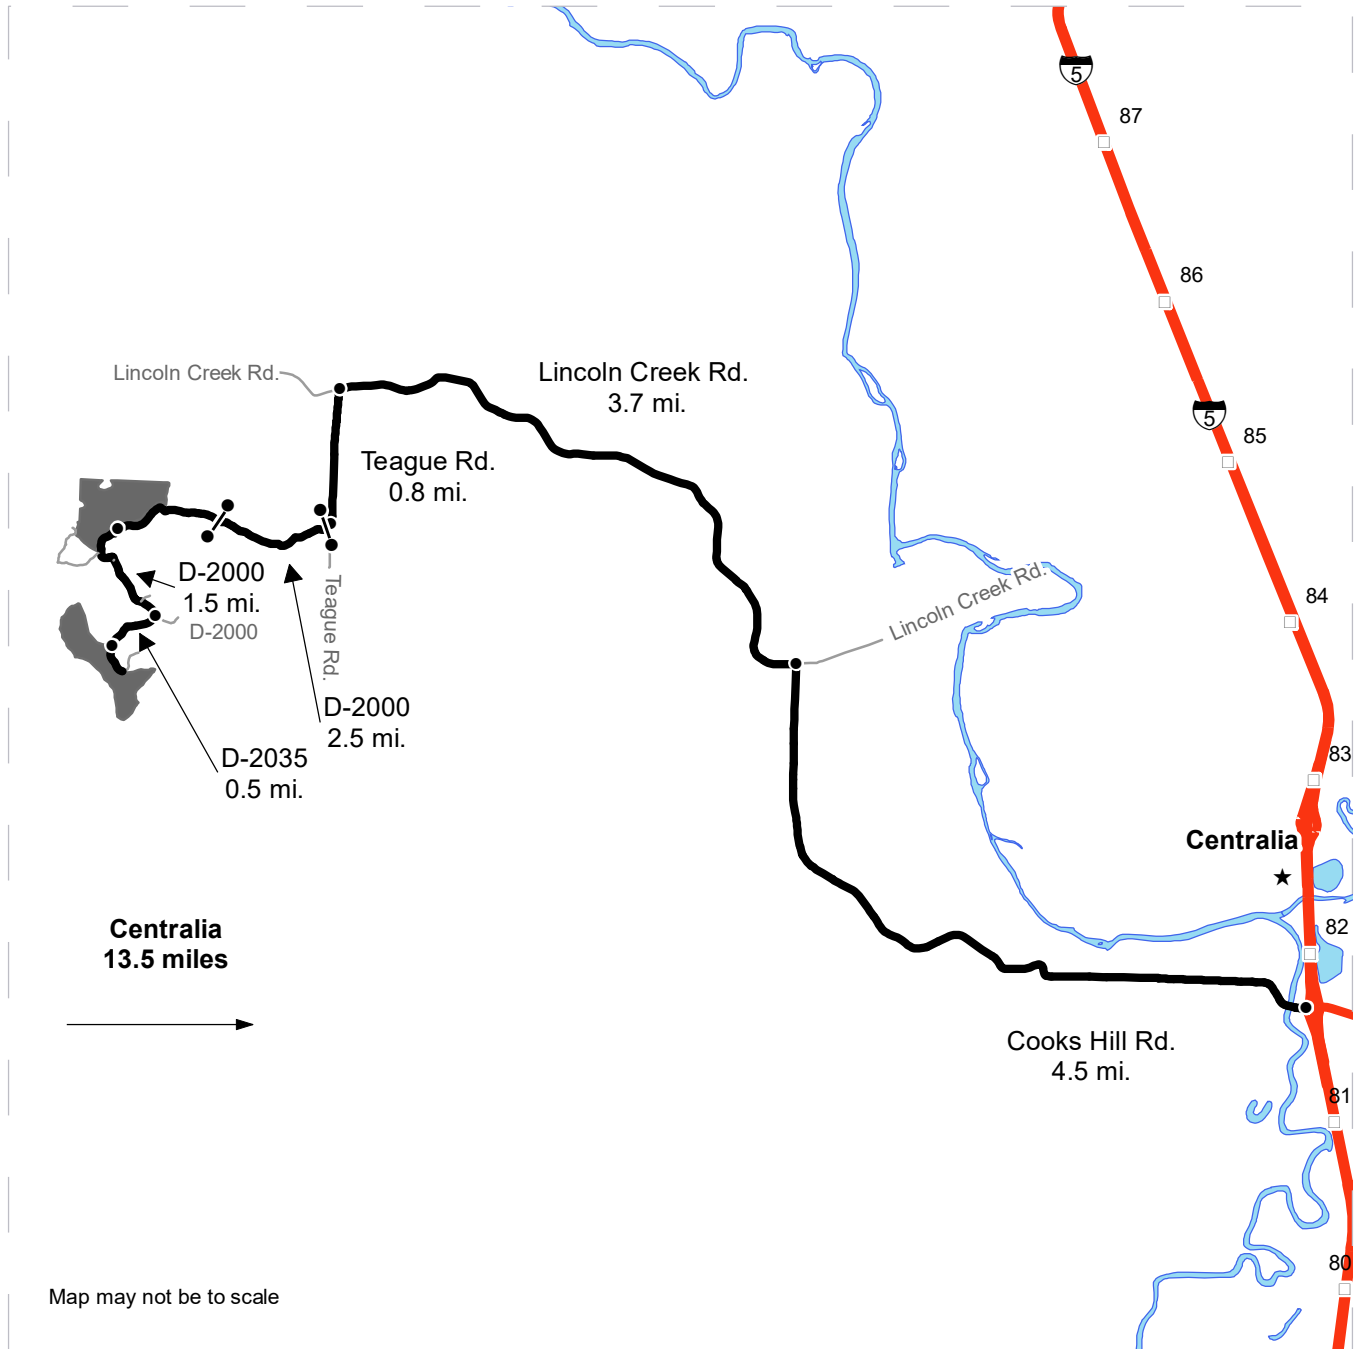 5
87
86
Lincoln Creek Rd.
Lincoln Creek Rd.
3.7 mi.
5
85
Teague Rd.
0.8 mi.
D-2000
1.5 mi.
D-2000
Teague Rd.
Lincoln Creek Rd.
84
D-2000
2.5 mi.
D-2035
0.5 mi.
83
Centralia
Centralia
13.5 miles
82
Cooks Hill Rd.
4.5 mi.
81
80
Map may not be to scale